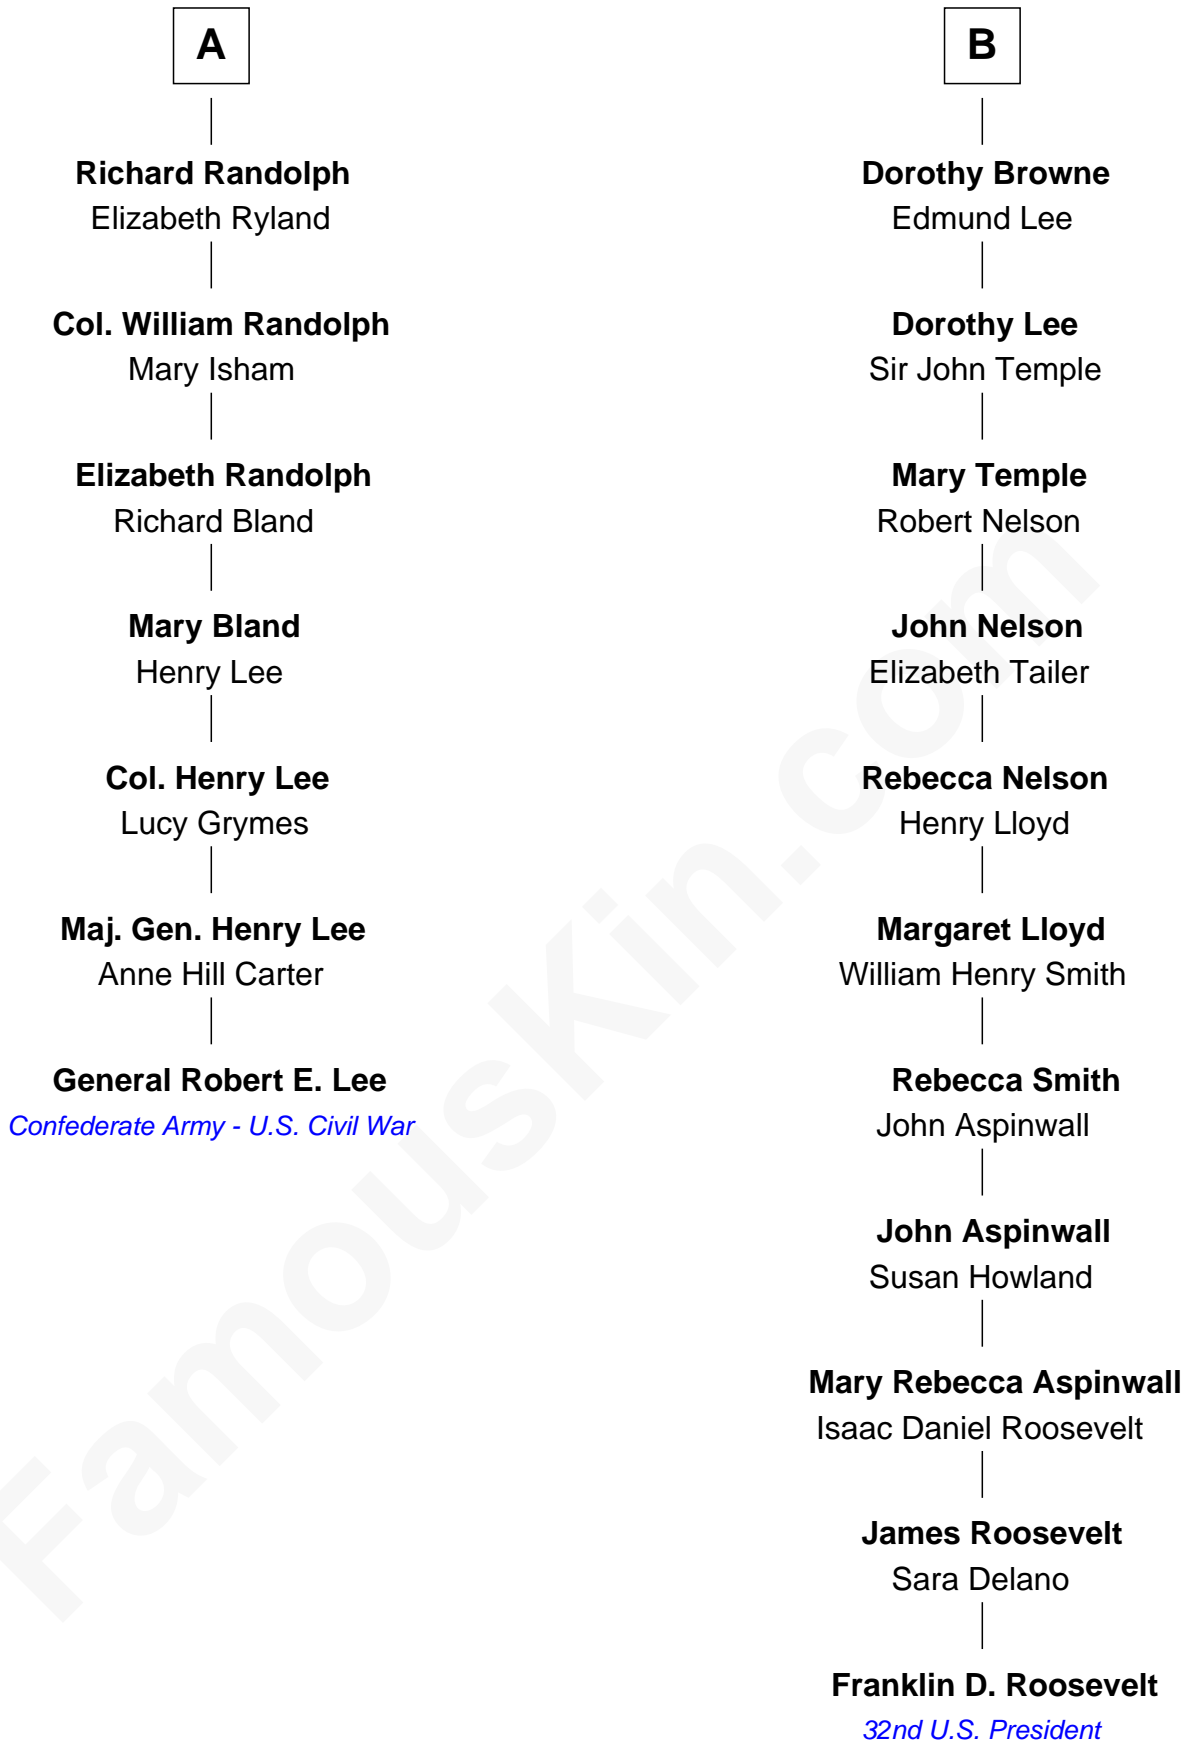 A
Richard Randolph
Elizabeth Ryland
Col. William Randolph
Mary Isham
Elizabeth Randolph
Richard Bland
Mary Bland
Henry Lee
Col. Henry Lee
Lucy Grymes
Maj. Gen. Henry Lee
Anne Hill Carter
General Robert E. Lee
Confederate Army - U.S. Civil War
B
Dorothy Browne
Edmund Lee
Dorothy Lee
Sir John Temple
Mary Temple
Robert Nelson
John Nelson
Elizabeth Tailer
Rebecca Nelson
Henry Lloyd
Margaret Lloyd
William Henry Smith
Rebecca Smith
John Aspinwall
John Aspinwall
Susan Howland
Mary Rebecca Aspinwall
Isaac Daniel Roosevelt
James Roosevelt
Sara Delano
Franklin D. Roosevelt
32nd U.S. President
FamousKin.com